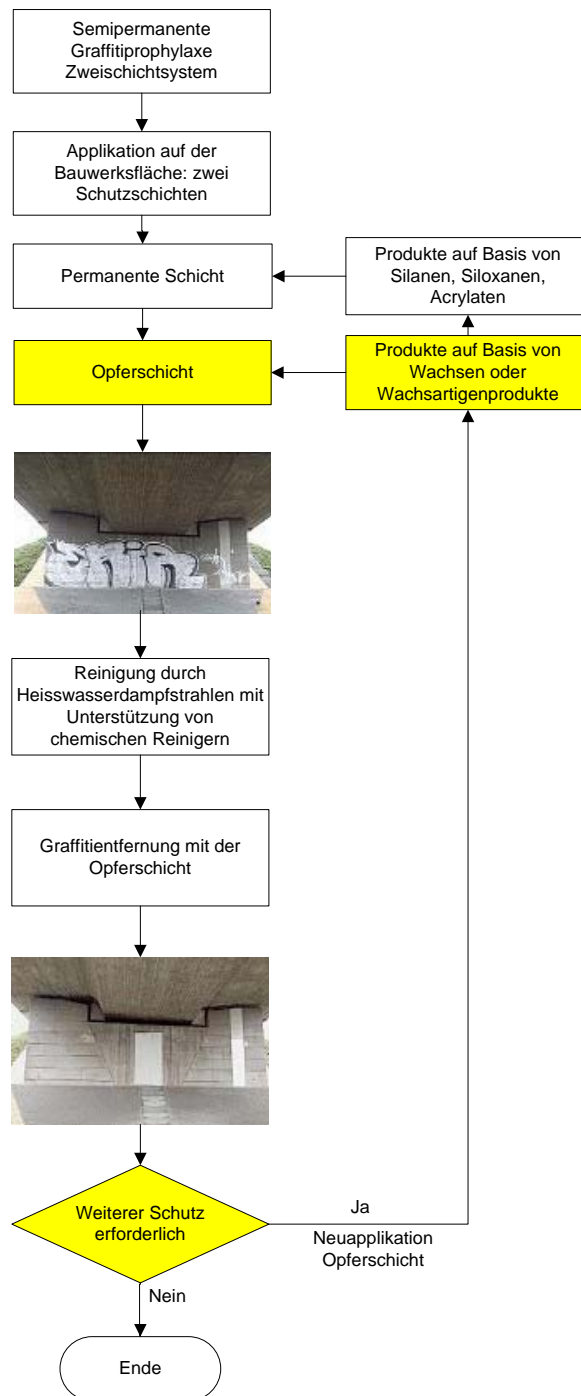 Semipermanente
Graffitiprophylaxe
Zweischichtsystem
Applikation auf der
Bauwerksfläche: zwei
Schutzschichten
Permanente Schicht
Produkte auf Basis von
Silanen, Siloxanen,
Acrylaten
Opferschicht
Produkte auf Basis von
Wachsen oder
Wachsartigenprodukte
Reinigung durch
Heisswasserdampfstrahlen mit
Unterstützung von
chemischen Reinigern
Graffitientfernung mit der
Opferschicht
Weiterer Schutz
erforderlich
Ja
Neuapplikation
Opferschicht
Nein
Ende